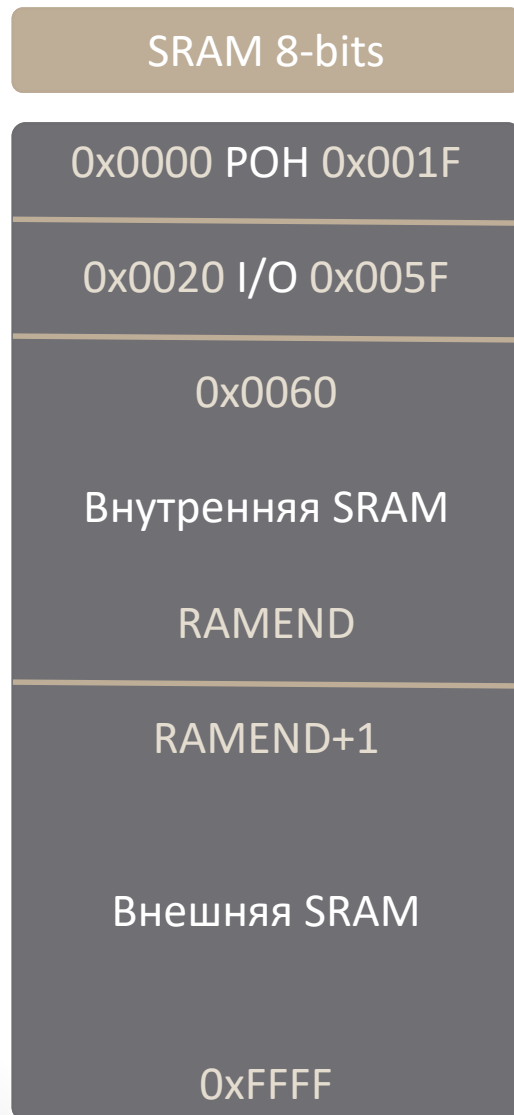 SRAM 8-bits
0x0000 РОН 0x001F
0x0020 I/O 0x005F
0x0060
Внутренняя SRAM
RAMEND
RAMEND+1
Внешняя SRAM
0xFFFF